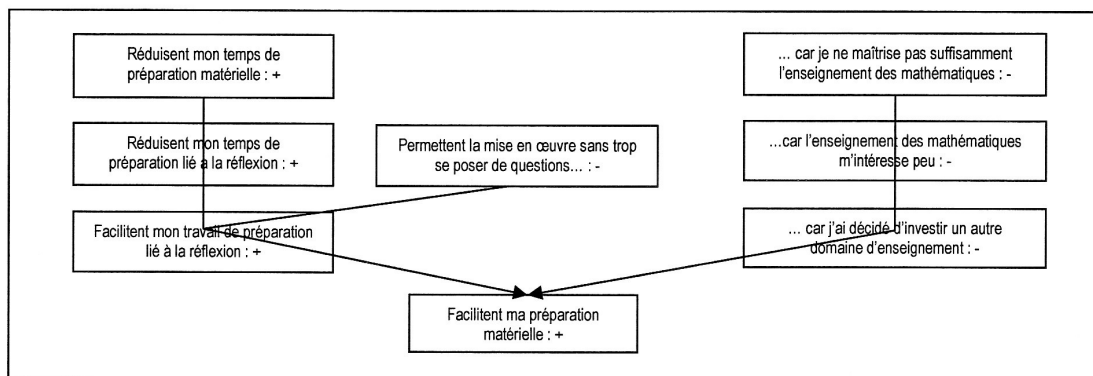 Réduisent mon temps de
préparation matérielle : +
... car je ne maîtrise pas suffisamment
l'enseignement des mathématiques : -
Réduisent mon temps de
préparation lié à la réflexion : +
Permettent la mise en œuvre sans trop
se poser de questions... : -
...car l'enseignement des mathématiques
m'intéresse peu : -
Facilitent mon travail de préparation
lié à la réflexion : +
... car j'ai décidé d'investir un autre
domaine d'enseignement : -
Facilitent ma préparation
matérielle : +